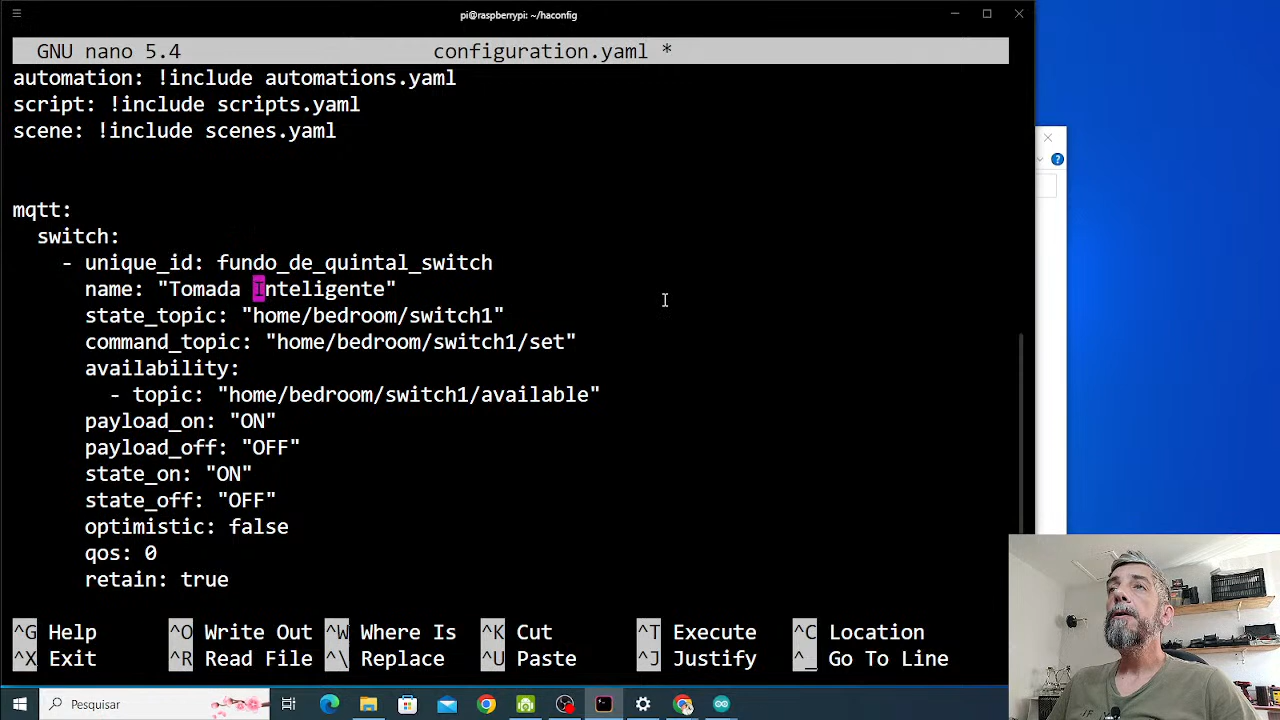 pi@raspberrypi: ~/haconfig
GNU nano 5.4 configuration.yaml *
automation: !include automations.yaml
script: !include scripts.yaml
scene: !include scenes.yaml
mqtt:
switch:
- unique_id: fundo_de_quintal_switch
name: "Tomada Inteligente"
state_topic: "home/bedroom/switch1"
command_topic: "home/bedroom/switch1/set"
availability:
- topic: "home/bedroom/switch1/available"
payload_on: "ON"
payload_off: "OFF"
state_on: "ON"
state_off: "OFF"
optimistic: false
qos: 0
retain: true
^G Help ^O Write Out ^W Where Is ^K Cut ^T Execute ^C Location
^X Exit ^R Read File ^\ Replace ^U Paste ^J Justify ^_ Go To Line
Pesquisar